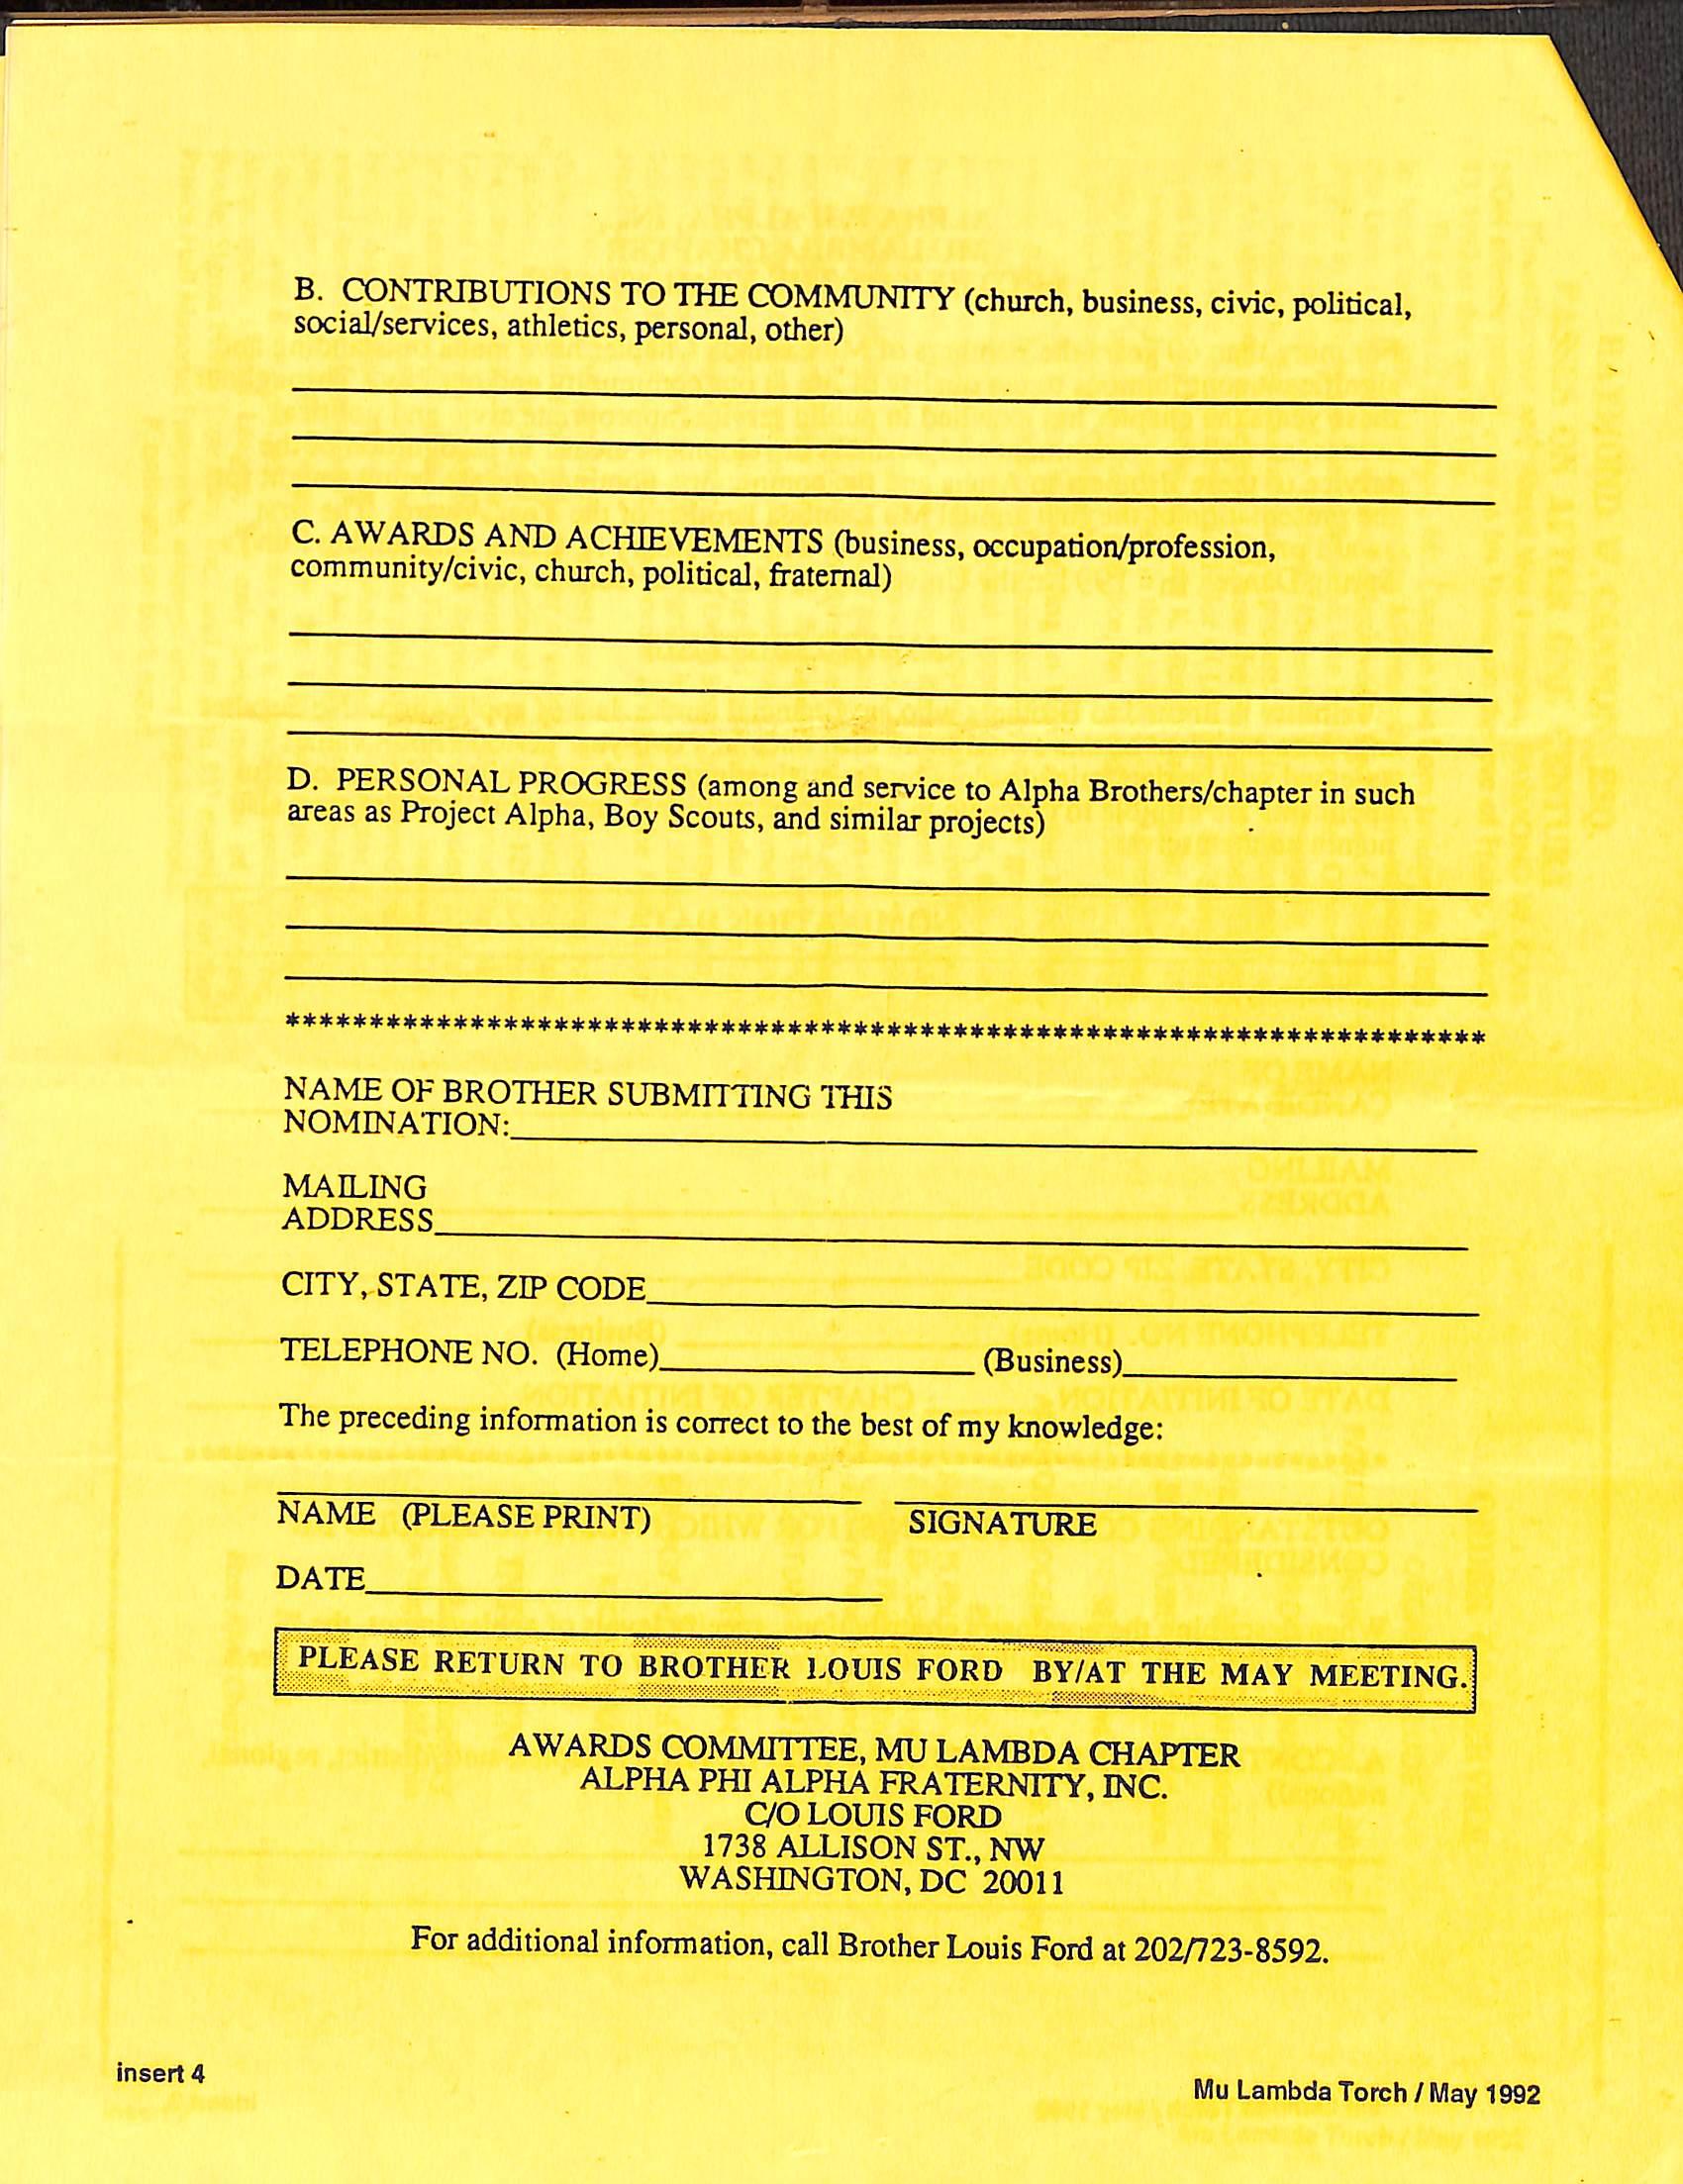 B. CONTRIBUTIONS TO THE COMMUNITY (church, business, civic, political,
social/services, athletics, personal, other)
C. AWARDS AND ACHIEVEMENTS (business, occupation/profession,
community/civic, church, political, fraternal)
D. PERSONAL PROGRESS (among and service to Alpha Brothers/chapter in such
areas as Project Alpha, Boy Scouts, and similar projects)
************************************************************************
NAME OF BROTHER SUBMITTING THIS
NOMINATION:
MAILING
ADDRESS
CITY, STATE, ZIP CODE
TELEPHONE NO. (Home) (Business)
The preceding information is correct to the best of my knowledge:
NAME (PLEASE PRINT) SIGNATURE
DATE
PLEASE RETURN TO BROTHER LOUIS FORD BY/AT THE MAY MEETING.
AWARDS COMMITTEE, MU LAMBDA CHAPTER
ALPHA PHI ALPHA FRATERNITY, INC.
C/O LOUIS FORD
1738 ALLISON ST., NW
WASHINGTON, DC 20011
For additional information, call Brother Louis Ford at 202/723-8592.
insert 4
Mu Lambda Torch / May 1992